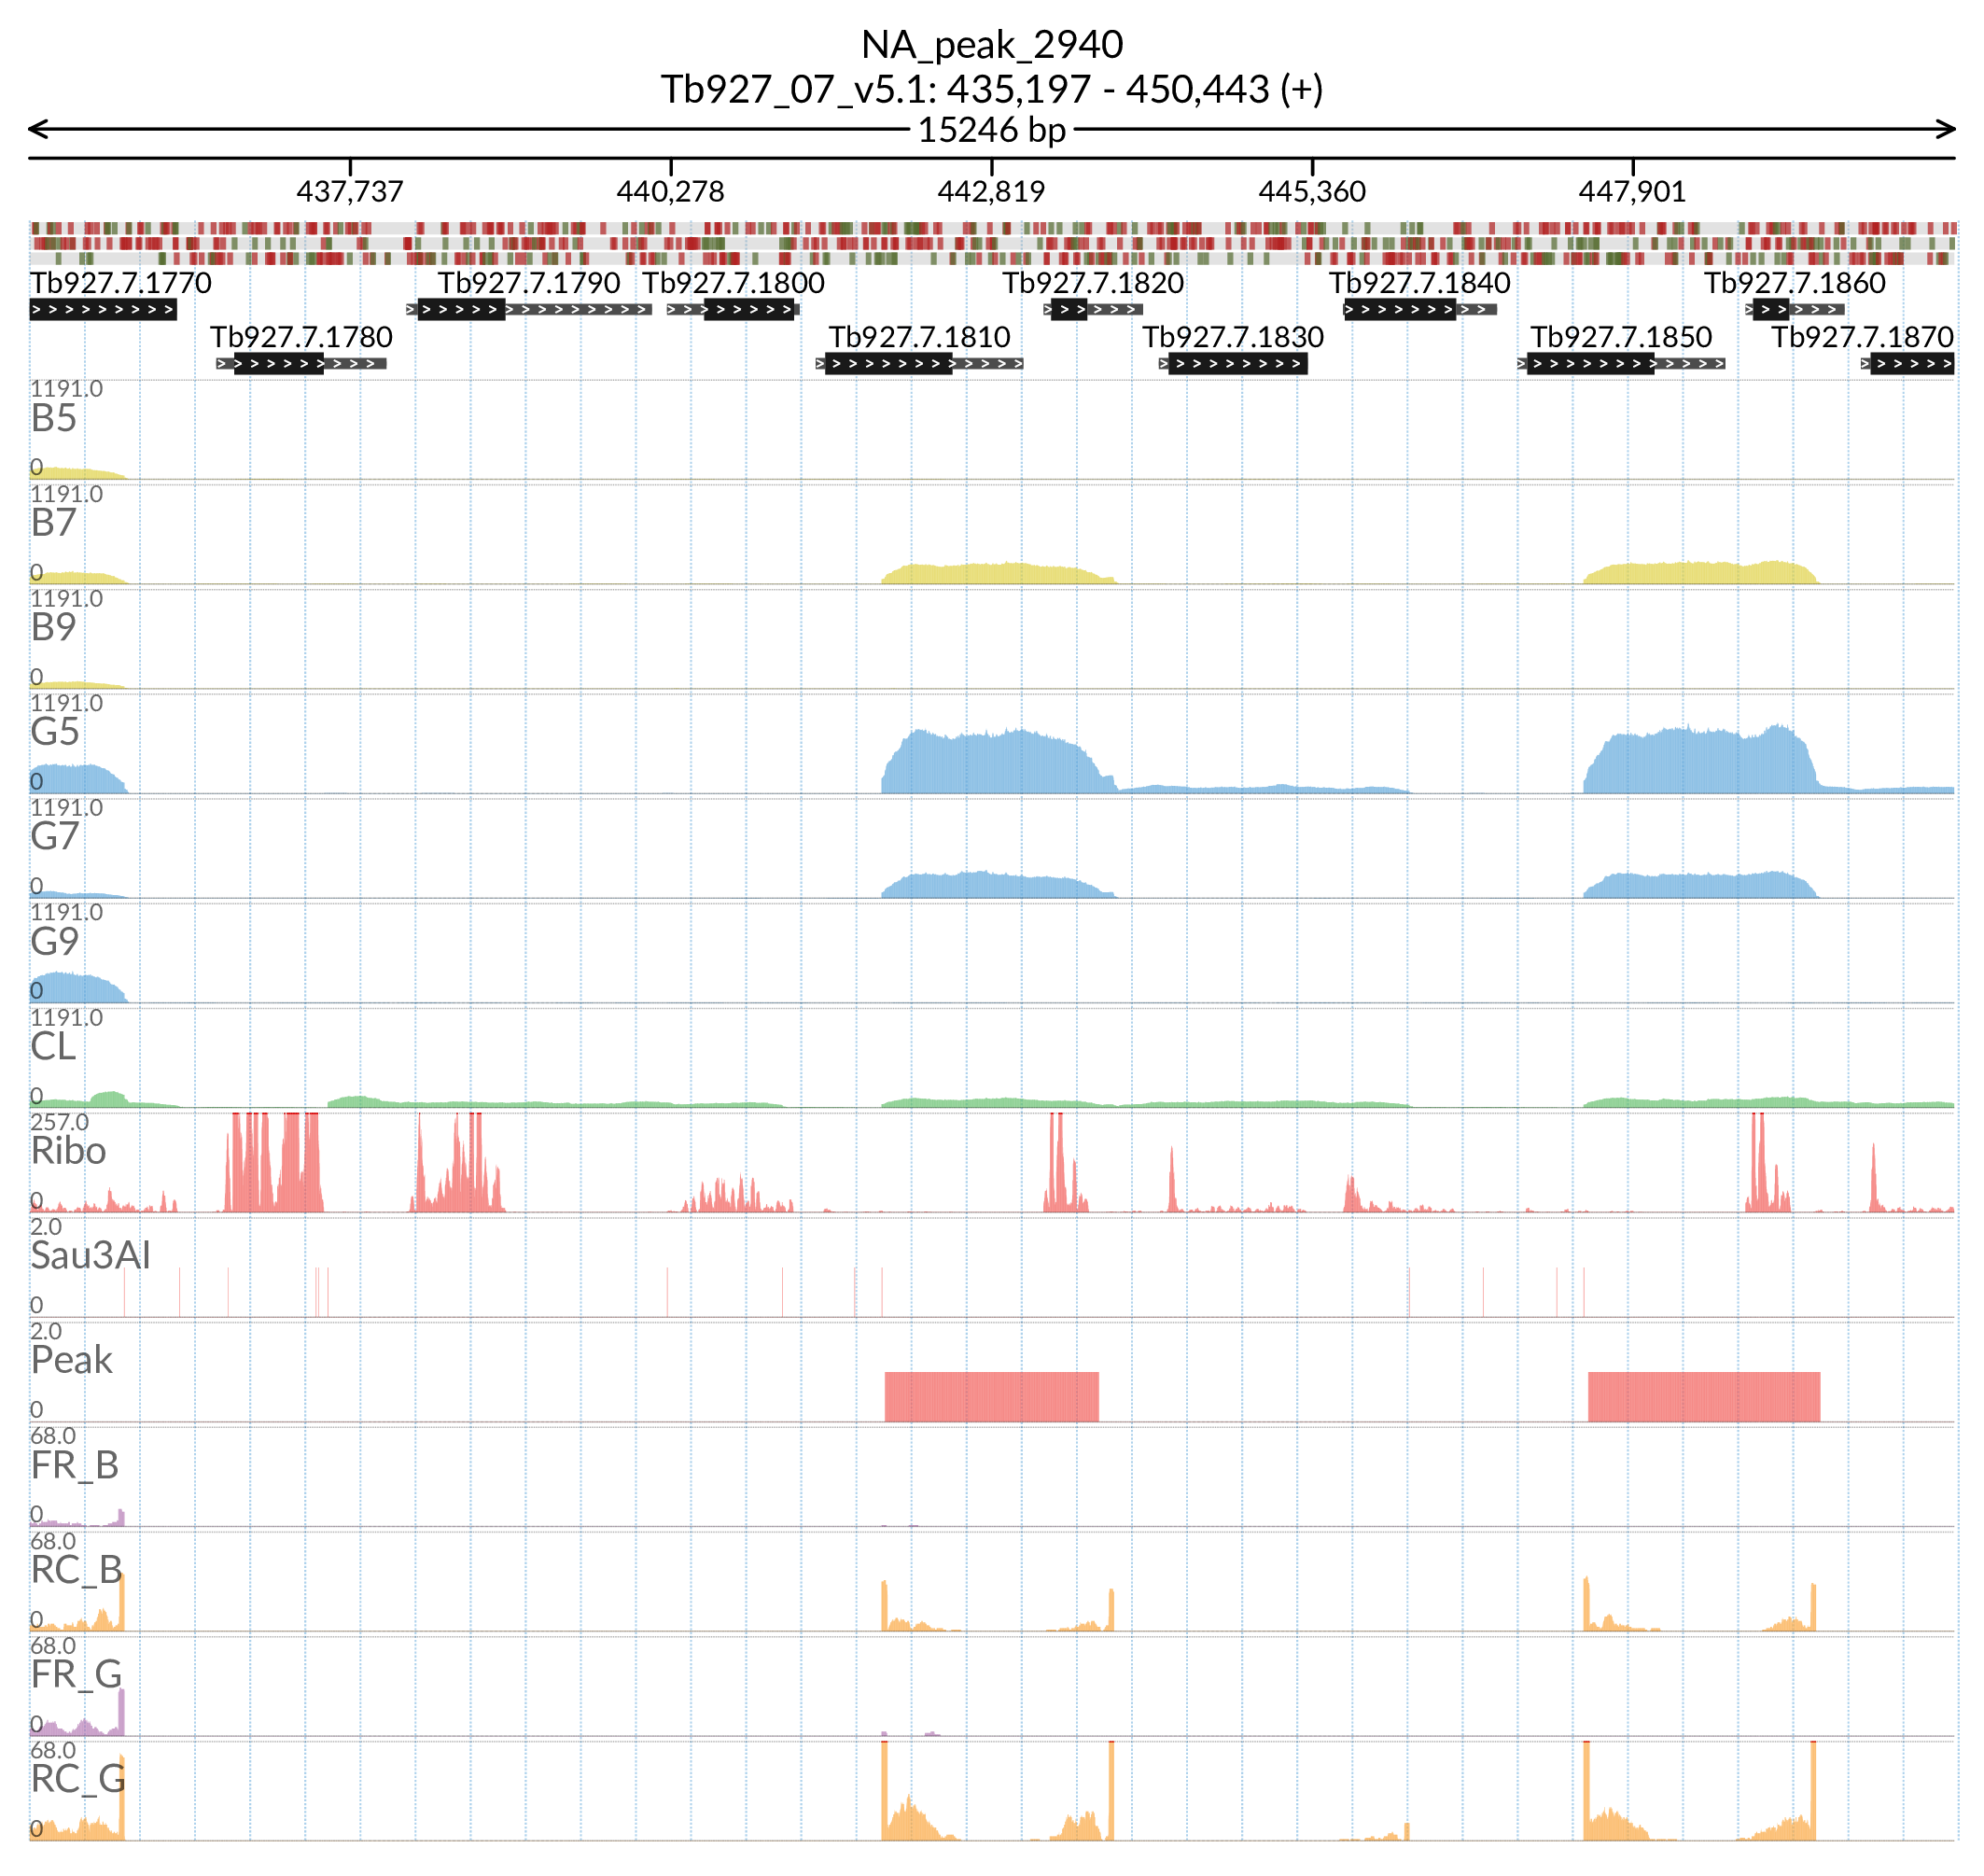 NA_peak_2940
Tb927_07_v5.1: 435,197 - 450,443 (+)
15246 bp
437,737 440,278 442,819 445,360 447,901
Tb927.7.1770 Tb927.7.1790 Tb927.7.1800 Tb927.7.1820 Tb927.7.1840 Tb927.7.1860
Tb927.7.1780 Tb927.7.1810 Tb927.7.1830 Tb927.7.1850 Tb927.7.1870
1191.0
B5
0
1191.0
B7
0
1191.0
B9
0
1191.0
G5
0
1191.0
G7
0
1191.0
G9
0
1191.0
CL
0
257.0
Ribo
0
2.0
Sau3AI
0
2.0
Peak
0
68.0
FR_B
0
68.0
RC_B
0
68.0
FR_G
0
68.0
RC_G
0